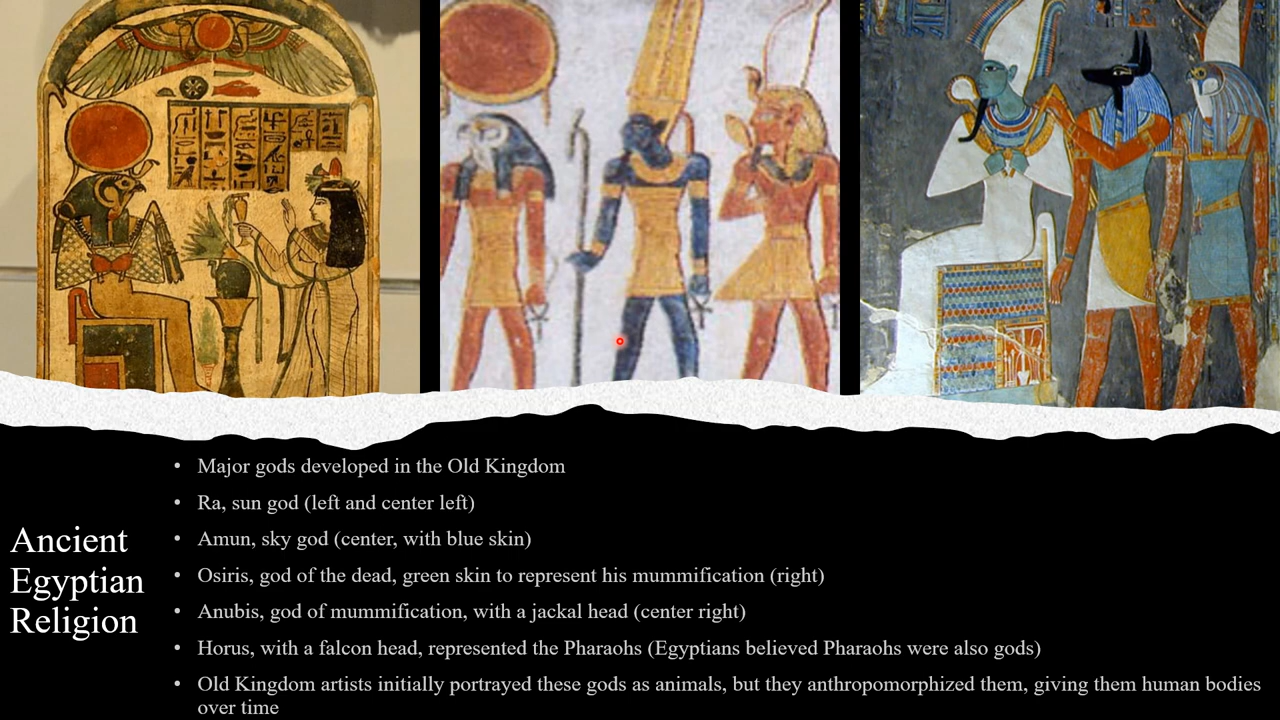 Ancient
Egyptian
Religion
• Major gods developed in the Old Kingdom
• Ra, sun god (left and center left)
• Amun, sky god (center, with blue skin)
• Osiris, god of the dead, green skin to represent his mummification (right)
• Anubis, god of mummification, with a jackal head (center right)
• Horus, with a falcon head, represented the Pharaohs (Egyptians believed Pharaohs were also gods)
• Old Kingdom artists initially portrayed these gods as animals, but they anthropomorphized them, giving them human bodies
over time